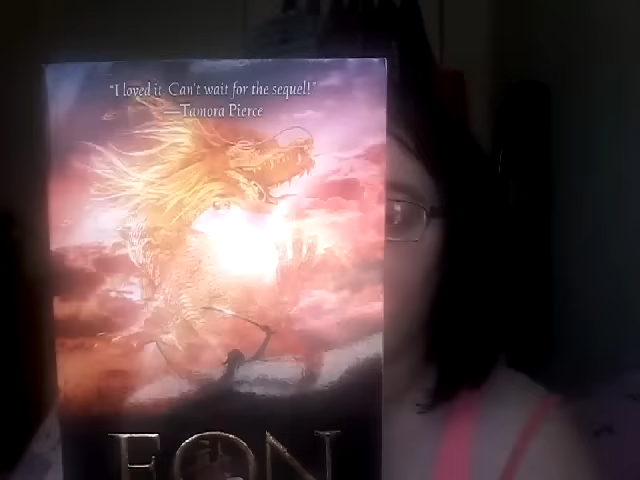 "I loved it. Can't wait for the sequel!"
—Tamora Pierce
EON